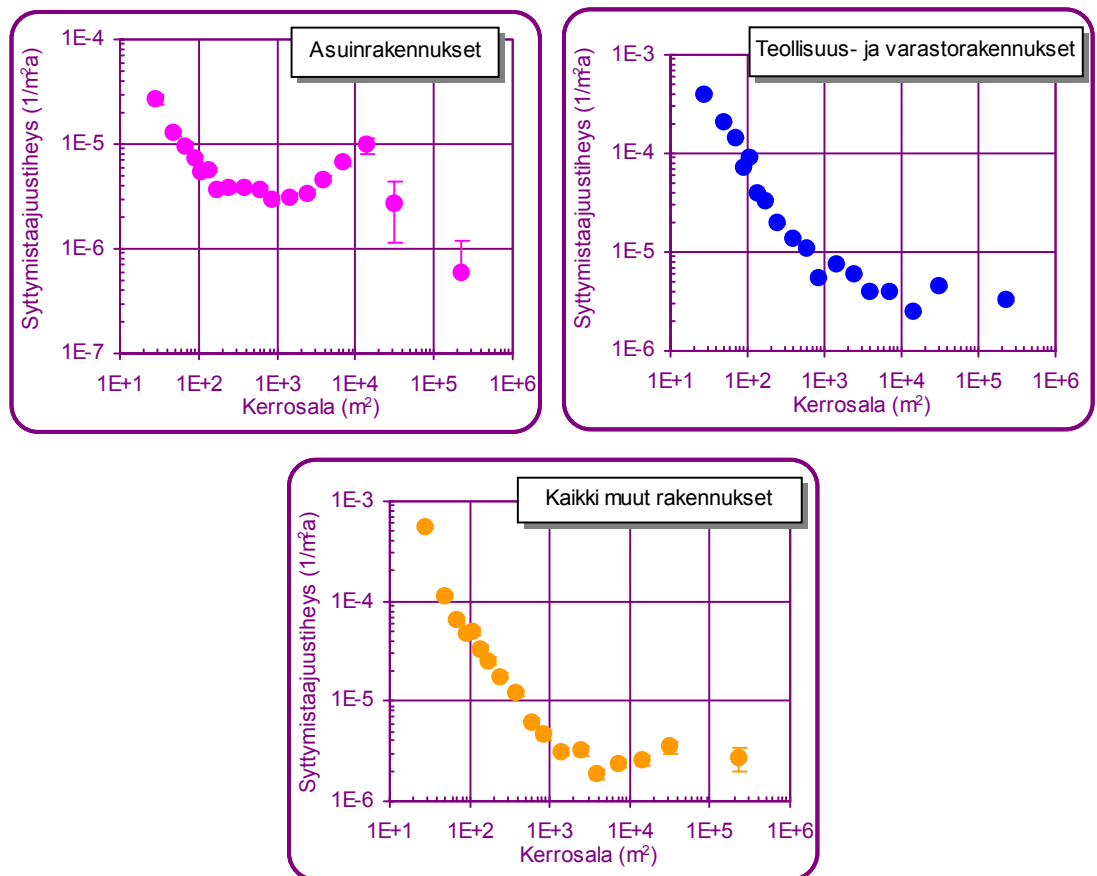 Asuinrakennukset
Syttymistaajuustiheys (1/m²a)
1E-4
1E-5
1E-6
1E-7
1E+1 1E+2 1E+3 1E+4 1E+5 1E+6
Kerrosala (m²)
Teollisuus- ja varastorakennukset
Syttymistaajuustiheys (1/m²a)
1E-3
1E-4
1E-5
1E-6
1E+1 1E+2 1E+3 1E+4 1E+5 1E+6
Kerrosala (m²)
Kaikki muut rakennukset
Syttymistaajuustiheys (1/m²a)
1E-3
1E-4
1E-5
1E-6
1E+1 1E+2 1E+3 1E+4 1E+5 1E+6
Kerrosala (m²)